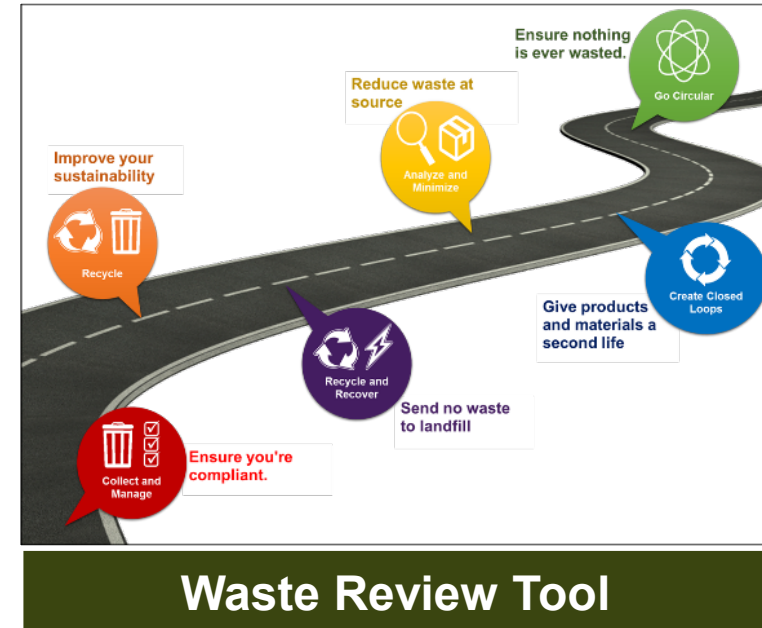 Ensure nothing
is ever wasted.
Go Circular
Reduce waste at
source
Analyze and
Minimize
Improve your
sustainability
Recycle
Create Closed
Loops
Give products
and materials a
second life
Recycle and
Recover
Send no waste
to landfill
Collect and
Manage
Ensure you're
compliant.
Waste Review Tool